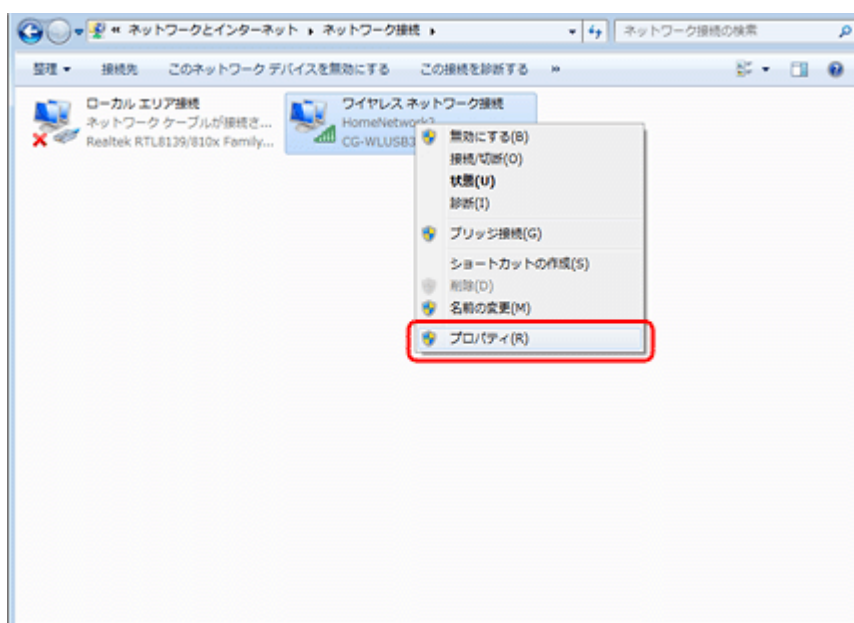 « ネットワークとインターネット ▸ ネットワーク接続 ▸
ネットワーク接続の検索
整理 ▼ 接続先 このネットワーク デバイスを無効にする この接続を診断する »
ローカル エリア接続
ネットワーク ケーブルが接続さ...
Realtek RTL8139/810x Family...
ワイヤレス ネットワーク接続
HomeNetwork2
CG-WLUSB3
無効にする(B)
接続/切断(O)
状態(U)
診断(I)
ブリッジ接続(G)
ショートカットの作成(S)
削除(D)
名前の変更(M)
プロパティ(R)